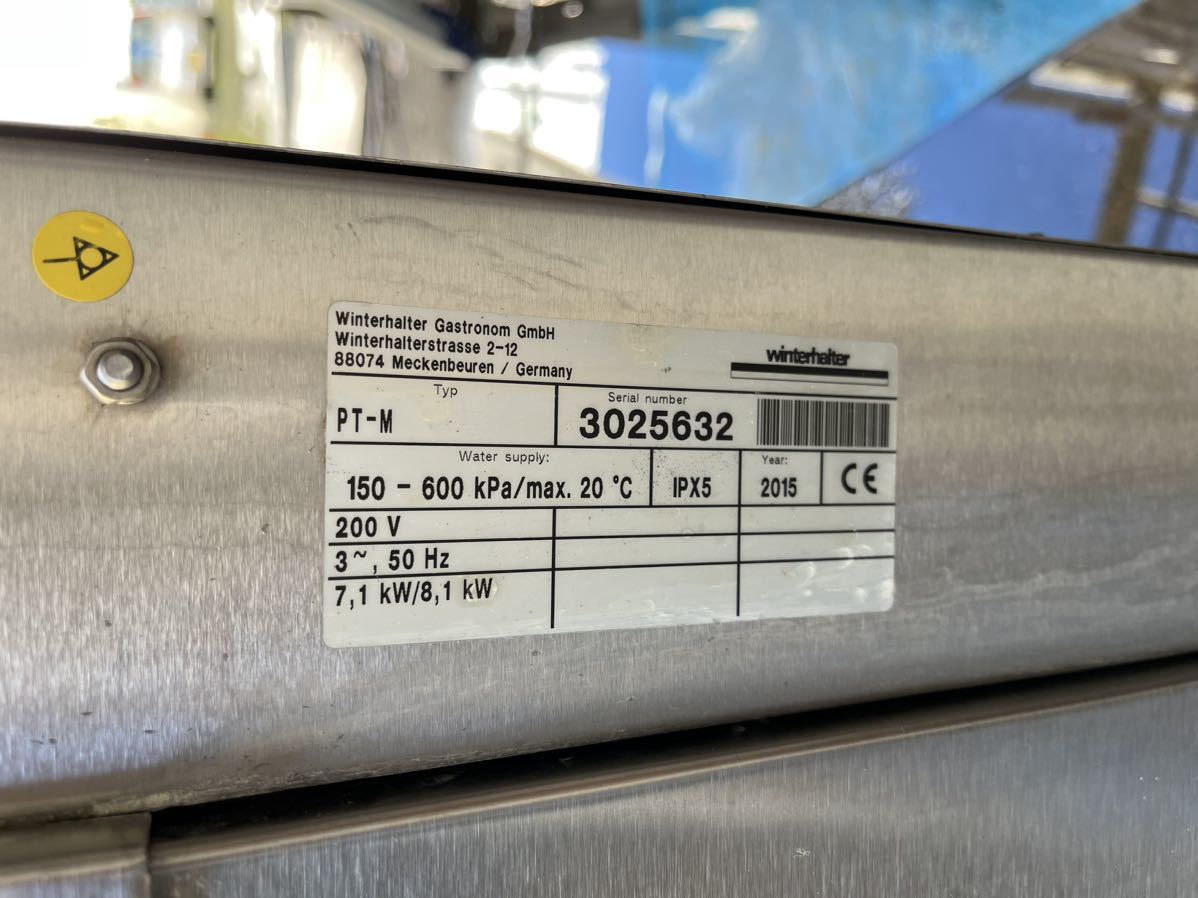 Winterhalter Gastronom GmbH
Winterhalterstrasse 2-12
88074 Meckenbeuren / Germany
winterhalter
Typ
PT-M
Serial number
3025632
Water supply:
150 - 600 kPa/max. 20 °C
IPX5
Year:
2015
CE
200 V
3~, 50 Hz
7,1 kW/8,1 kW